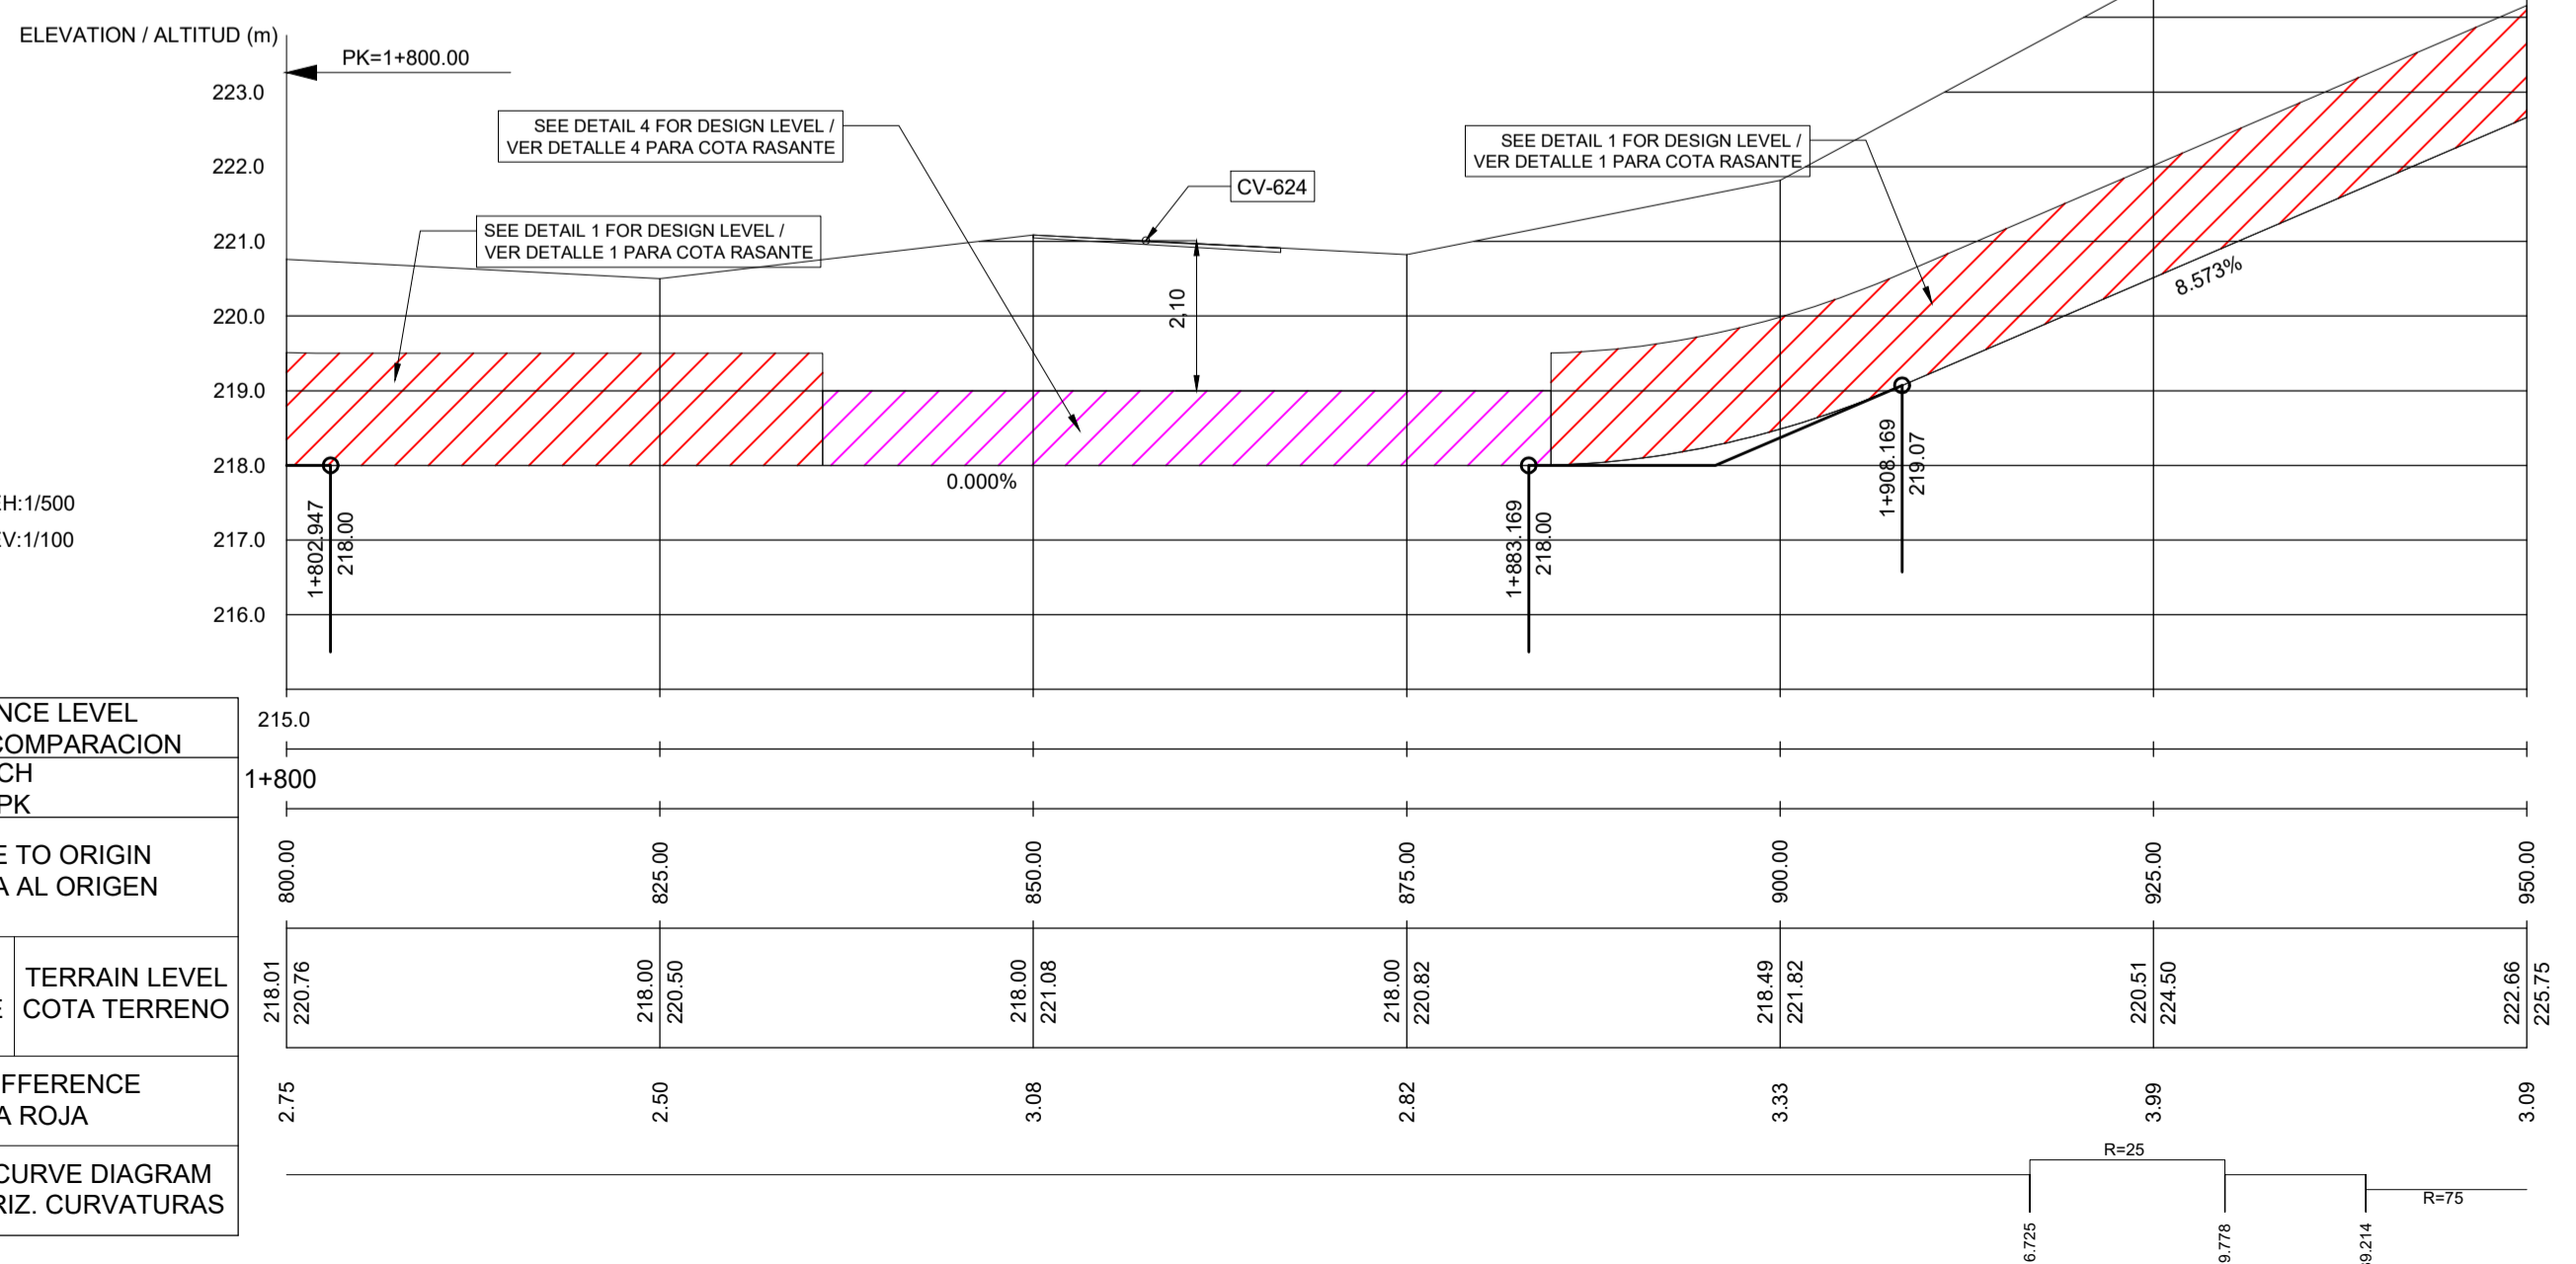 ELEVATION / ALTITUD (m)
PK=1+800.00
223.0
222.0
221.0
220.0
219.0
218.0
217.0
216.0
SEE DETAIL 4 FOR DESIGN LEVEL /
VER DETALLE 4 PARA COTA RASANTE
SEE DETAIL 1 FOR DESIGN LEVEL /
VER DETALLE 1 PARA COTA RASANTE
CV-624
SEE DETAIL 1 FOR DESIGN LEVEL /
VER DETALLE 1 PARA COTA RASANTE
2,10
8.573%
0.000%
H:1/500
V:1/100
1+802.947
218.00
1+883.169
218.00
1+908.169
219.07
NCE LEVEL
COMPARACION
215.0
CH
PK
1+800
E TO ORIGIN
A AL ORIGEN
800.00
825.00
850.00
875.00
900.00
925.00
950.00
TERRAIN LEVEL
COTA TERRENO
218.01
220.76
218.00
220.50
218.00
221.08
218.00
220.82
218.49
221.82
220.51
224.50
222.66
225.75
FFERENCE
A ROJA
2.75
2.50
3.08
2.82
3.33
3.99
3.09
CURVE DIAGRAM
RIZ. CURVATURAS
R=25
R=75
6.725
9.778
9.214